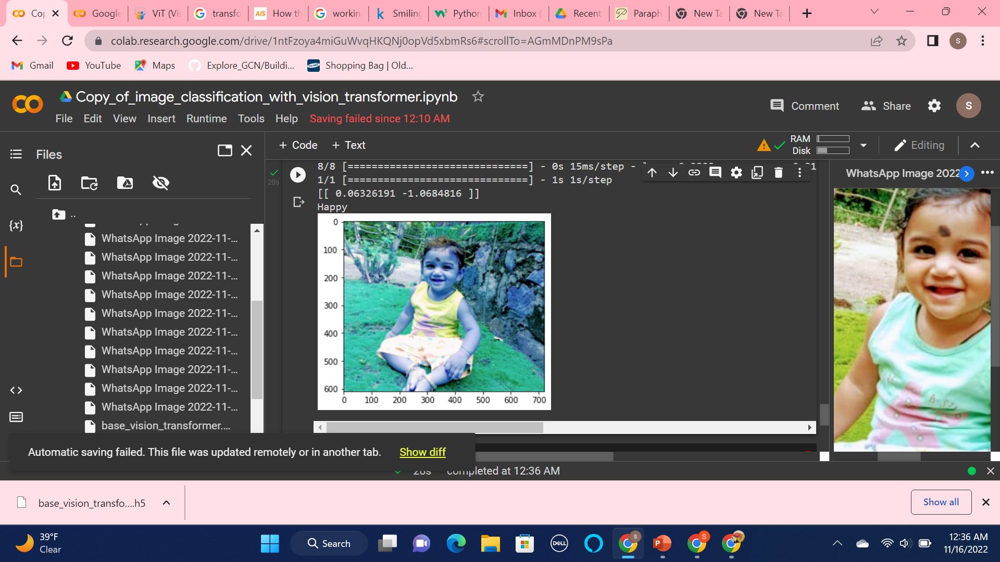 Cop
Google
ViT (Vis
transfo
AIS
How th
workin
Smiling
Python
Inbox (
Recent
Paraph
New Ta
New Ta
colab.research.google.com/drive/1ntFzoya4miGuWvqHKQNj0opVd5xbmRs6#scrollTo=AGmMDnPM9sPa
S
Gmail
YouTube
Maps
Explore_GCN/Buildi...
Shopping Bag | Old...
Copy_of_image_classification_with_vision_transformer.ipynb
File Edit View Insert Runtime Tools Help Saving failed since 12:10 AM
Comment
Share
S
Files
+ Code + Text
RAM
Disk
Editing
8/8 [==============================] - 0s 15ms/step -
1/1 [==============================] - 1s 1s/step
[[ 0.06326191 -1.0684816 ]]
Happy
28s
WhatsApp Image 2022
..
{x}
WhatsApp Image 2022-11-...
WhatsApp Image 2022-11-...
WhatsApp Image 2022-11-...
WhatsApp Image 2022-11-...
WhatsApp Image 2022-11-...
WhatsApp Image 2022-11-...
WhatsApp Image 2022-11-...
WhatsApp Image 2022-11-...
WhatsApp Image 2022-11-...
WhatsApp Image 2022-11-...
base_vision_transformer....
0
100
200
300
400
500
600
0 100 200 300 400 500 600 700
Automatic saving failed. This file was updated remotely or in another tab. Show diff
28s completed at 12:36 AM
base_vision_transfo....h5
Show all
39°F
Clear
Search
DELL
12:36 AM
11/16/2022